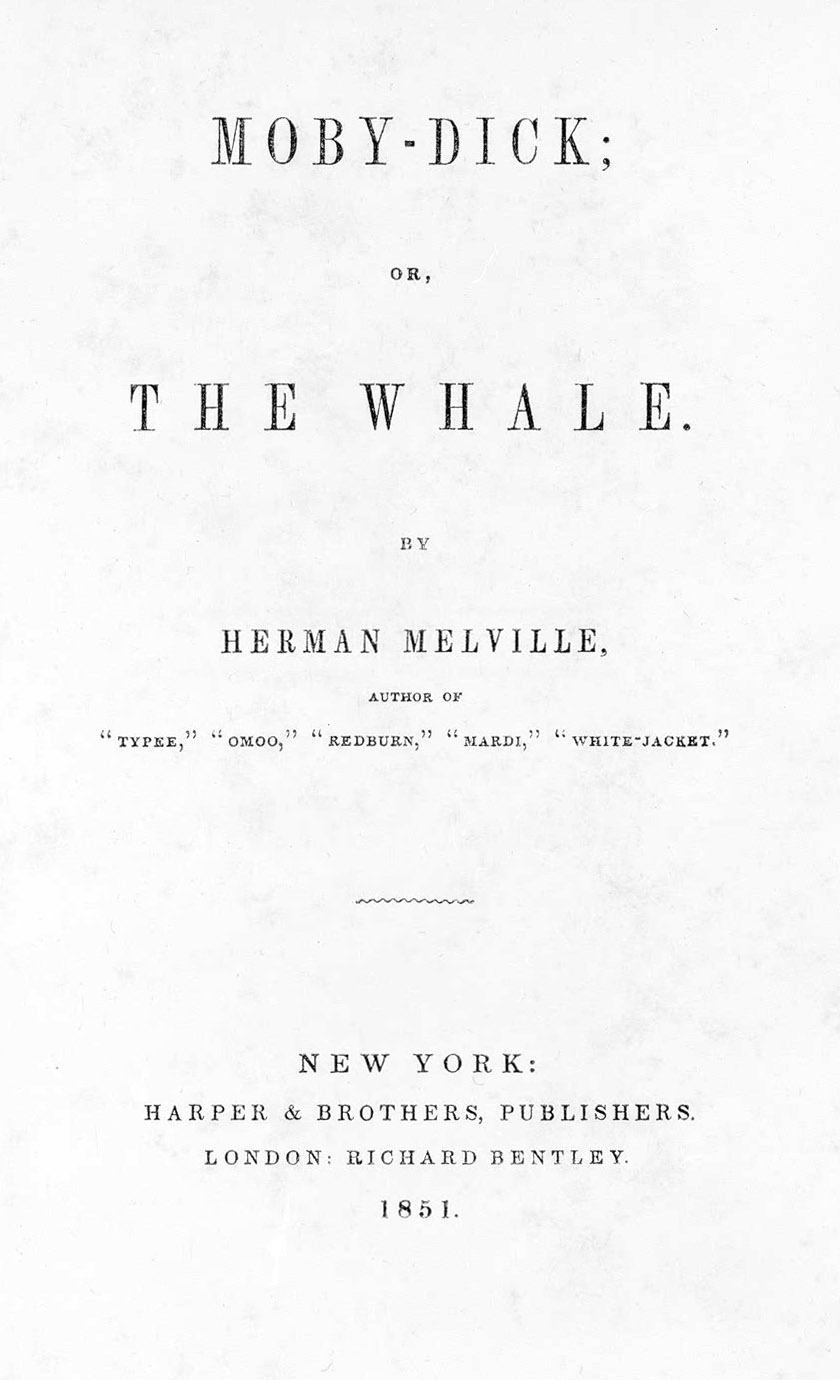 MOBY-DICK;
OR,
THE WHALE.
BY
HERMAN MELVILLE,
AUTHOR OF
"TYPEE," "OMOO," "REDBURN," "MARDI," "WHITE-JACKET."
NEW YORK:
HARPER & BROTHERS, PUBLISHERS.
LONDON: RICHARD BENTLEY.
1851.